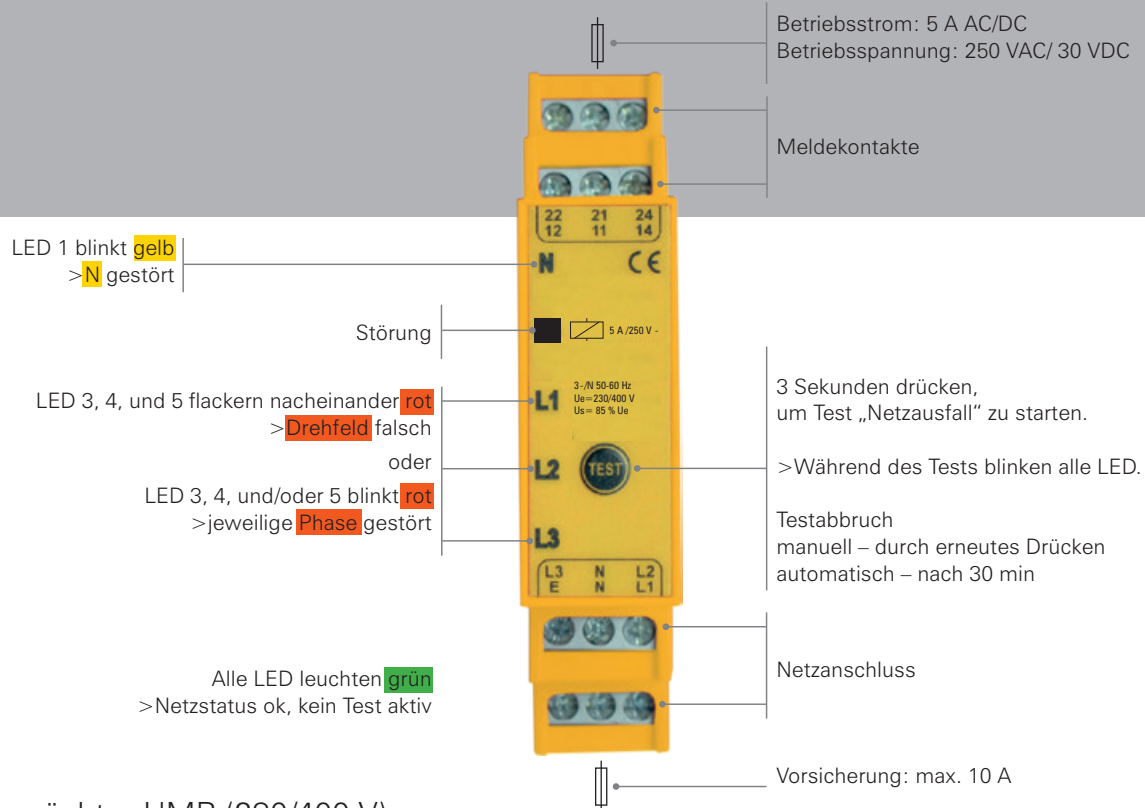 Betriebsstrom: 5 A AC/DC
Betriebsspannung: 250 VAC/ 30 VDC
Meldekontakte
22 21 24
12 11 14
LED 1 blinkt gelb
>N gestört
N CE
Störung
5 A /250 V -
LED 3, 4, und 5 flackern nacheinander rot
>Drehfeld falsch
oder
LED 3, 4, und/oder 5 blinkt rot
>jeweilige Phase gestört
L1
3-/N 50-60 Hz
Ue=230/400 V
Us= 85 % Ue
L2
TEST
L3
3 Sekunden drücken,
um Test „Netzausfall“ zu starten.
>Während des Tests blinken alle LED.
Testabbruch
manuell – durch erneutes Drücken
automatisch – nach 30 min
L3 N L2
E N L1
Alle LED leuchten grün
>Netzstatus ok, kein Test aktiv
Netzanschluss
Vorsicherung: max. 10 A